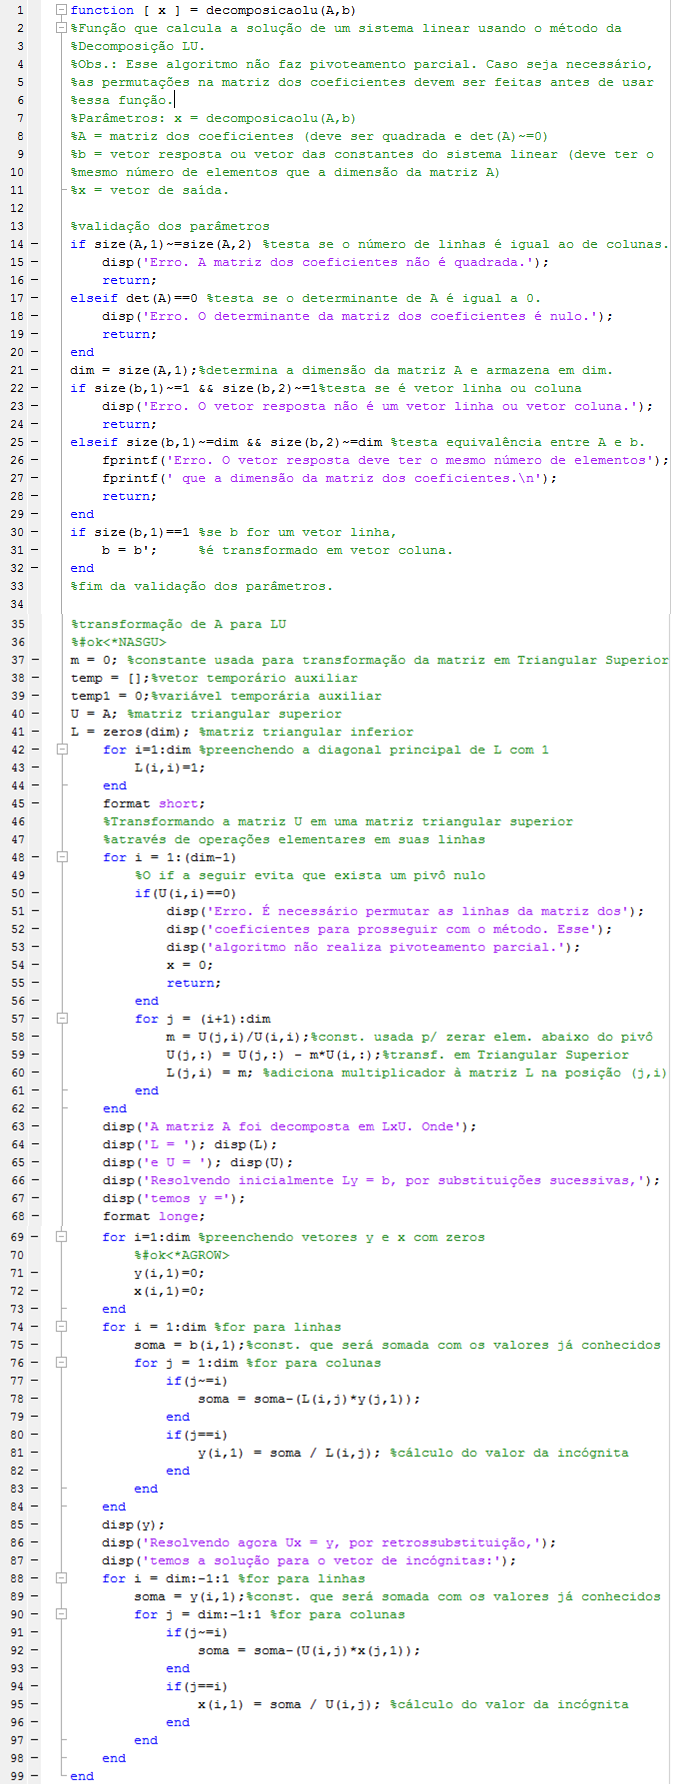 1 function [ x ] = decomposicaolu(A,b)
2 %Função que calcula a solução de um sistema linear usando o método da
3 %Decomposição LU.
4 %Obs.: Esse algoritmo não faz pivoteamento parcial. Caso seja necessário,
5 %as permutações na matriz dos coeficientes devem ser feitas antes de usar
6 %essa função.
7 %Parâmetros: x = decomposicaolu(A,b)
8 %A = matriz dos coeficientes (deve ser quadrada e det(A)~=0)
9 %b = vetor resposta ou vetor das constantes do sistema linear (deve ter o
10 %mesmo número de elementos que a dimensão da matriz A)
11 %x = vetor de saída.
12
13 %validação dos parâmetros
14 if size(A,1)~=size(A,2) %testa se o número de linhas é igual ao de colunas.
15 disp('Erro. A matriz dos coeficientes não é quadrada.');
16 return;
17 elseif det(A)==0 %testa se o determinante de A é igual a 0.
18 disp('Erro. O determinante da matriz dos coeficientes é nulo.');
19 return;
20 end
21 dim = size(A,1);%determina a dimensão da matriz A e armazena em dim.
22 if size(b,1)~=1 && size(b,2)~=1%testa se é vetor linha ou coluna
23 disp('Erro. O vetor resposta não é um vetor linha ou vetor coluna.');
24 return;
25 elseif size(b,1)~=dim && size(b,2)~=dim %testa equivalência entre A e b.
26 fprintf('Erro. O vetor resposta deve ter o mesmo número de elementos');
27 fprintf(' que a dimensão da matriz dos coeficientes.\n');
28 return;
29 end
30 if size(b,1)==1 %se b for um vetor linha,
31 b = b'; %é transformado em vetor coluna.
32 end
33 %fim da validação dos parâmetros.
34
35 %transformação de A para LU
36 %#ok<*NASGU>
37 m = 0; %constante usada para transformação da matriz em Triangular Superior
38 temp = [];%vetor temporário auxiliar
39 temp1 = 0;%variável temporária auxiliar
40 U = A; %matriz triangular superior
41 L = zeros(dim); %matriz triangular inferior
42 for i=1:dim %preenchendo a diagonal principal de L com 1
43 L(i,i)=1;
44 end
45 format short;
46 %Transformando a matriz U em uma matriz triangular superior
47 %através de operações elementares em suas linhas
48 for i = 1:(dim-1)
49 %O if a seguir evita que exista um pivô nulo
50 if(U(i,i)==0)
51 disp('Erro. É necessário permutar as linhas da matriz dos');
52 disp('coeficientes para prosseguir com o método. Esse');
53 disp('algoritmo não realiza pivoteamento parcial.');
54 x = 0;
55 return;
56 end
57 for j = (i+1):dim
58 m = U(j,i)/U(i,i);%const. usada p/ zerar elem. abaixo do pivô
59 U(j,:) = U(j,:) - m*U(i,:);%transf. em Triangular Superior
60 L(j,i) = m; %adiciona multiplicador à matriz L na posição (j,i)
61 end
62 end
63 disp('A matriz A foi decomposta em LxU. Onde');
64 disp('L = '); disp(L);
65 disp('e U = '); disp(U);
66 disp('Resolvendo inicialmente Ly = b, por substituições sucessivas,');
67 disp('temos y =');
68 format longe;
69 for i=1:dim %preenchendo vetores y e x com zeros
70 %#ok<*AGROW>
71 y(i,1)=0;
72 x(i,1)=0;
73 end
74 for i = 1:dim %for para linhas
75 soma = b(i,1);%const. que será somada com os valores já conhecidos
76 for j = 1:dim %for para colunas
77 if(j~=i)
78 soma = soma-(L(i,j)*y(j,1));
79 end
80 if(j==i)
81 y(i,1) = soma / L(i,j); %cálculo do valor da incógnita
82 end
83 end
84 end
85 disp(y);
86 disp('Resolvendo agora Ux = y, por retrossubstituição,');
87 disp('temos a solução para o vetor de incógnitas:');
88 for i = dim:-1:1 %for para linhas
89 soma = y(i,1);%const. que será somada com os valores já conhecidos
90 for j = dim:-1:1 %for para colunas
91 if(j~=i)
92 soma = soma-(U(i,j)*x(j,1));
93 end
94 if(j==i)
95 x(i,1) = soma / U(i,j); %cálculo do valor da incógnita
96 end
97 end
98 end
99 end